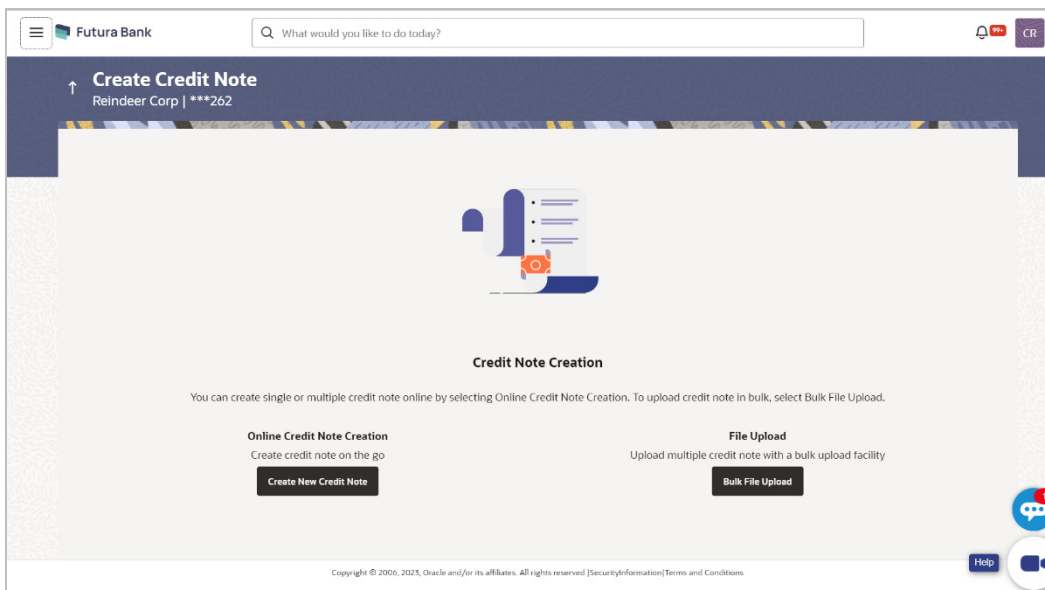 Futura Bank
What would you like to do today?
99+
CR
Create Credit Note
Reindeer Corp | ***262
Credit Note Creation
You can create single or multiple credit note online by selecting Online Credit Note Creation. To upload credit note in bulk, select Bulk File Upload.
Online Credit Note Creation
Create credit note on the go
Create New Credit Note
File Upload
Upload multiple credit note with a bulk upload facility
Bulk File Upload
Help
Copyright © 2006, 2023, Oracle and/or its affiliates. All rights reserved.|SecurityInformation|Terms and Conditions